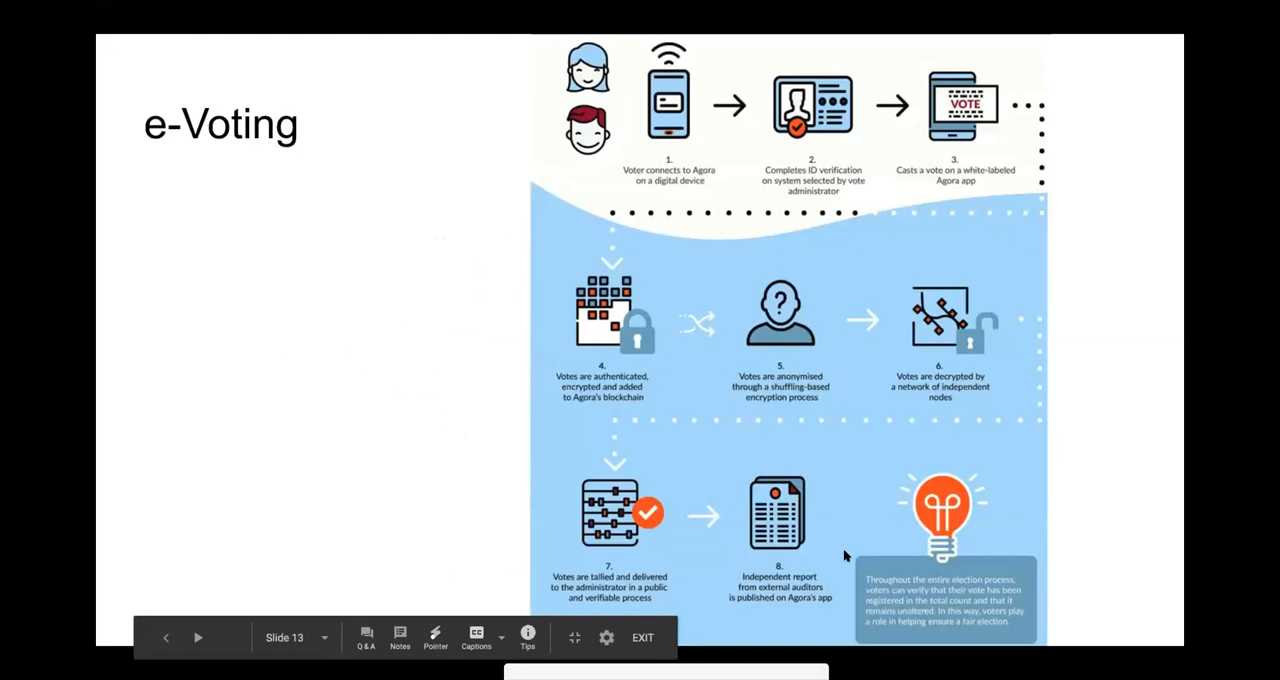 e-Voting
1.
Voter connects to Agora
on a digital device
2.
Completes ID verification
on system selected by vote
administrator
VOTE
3.
Casts a vote on a white-labeled
Agora app
4.
Votes are authenticated,
encrypted and added
to Agora's blockchain
?
5.
Votes are anonymised
through a shuffling-based
encryption process
6.
Votes are decrypted by
a network of independent
nodes
7.
Votes are tallied and delivered
to the administrator in a public
and verifiable process
8.
Independent report
from external auditors
is published on Agora's app
Throughout the entire election process,
voters can verify that their vote has been
registered in the total count and that it
remains unaltered. In this way, voters play
a role in helping ensure a fair election.
Slide 13
Q & A
Notes
Pointer
CC
Captions
Tips
EXIT